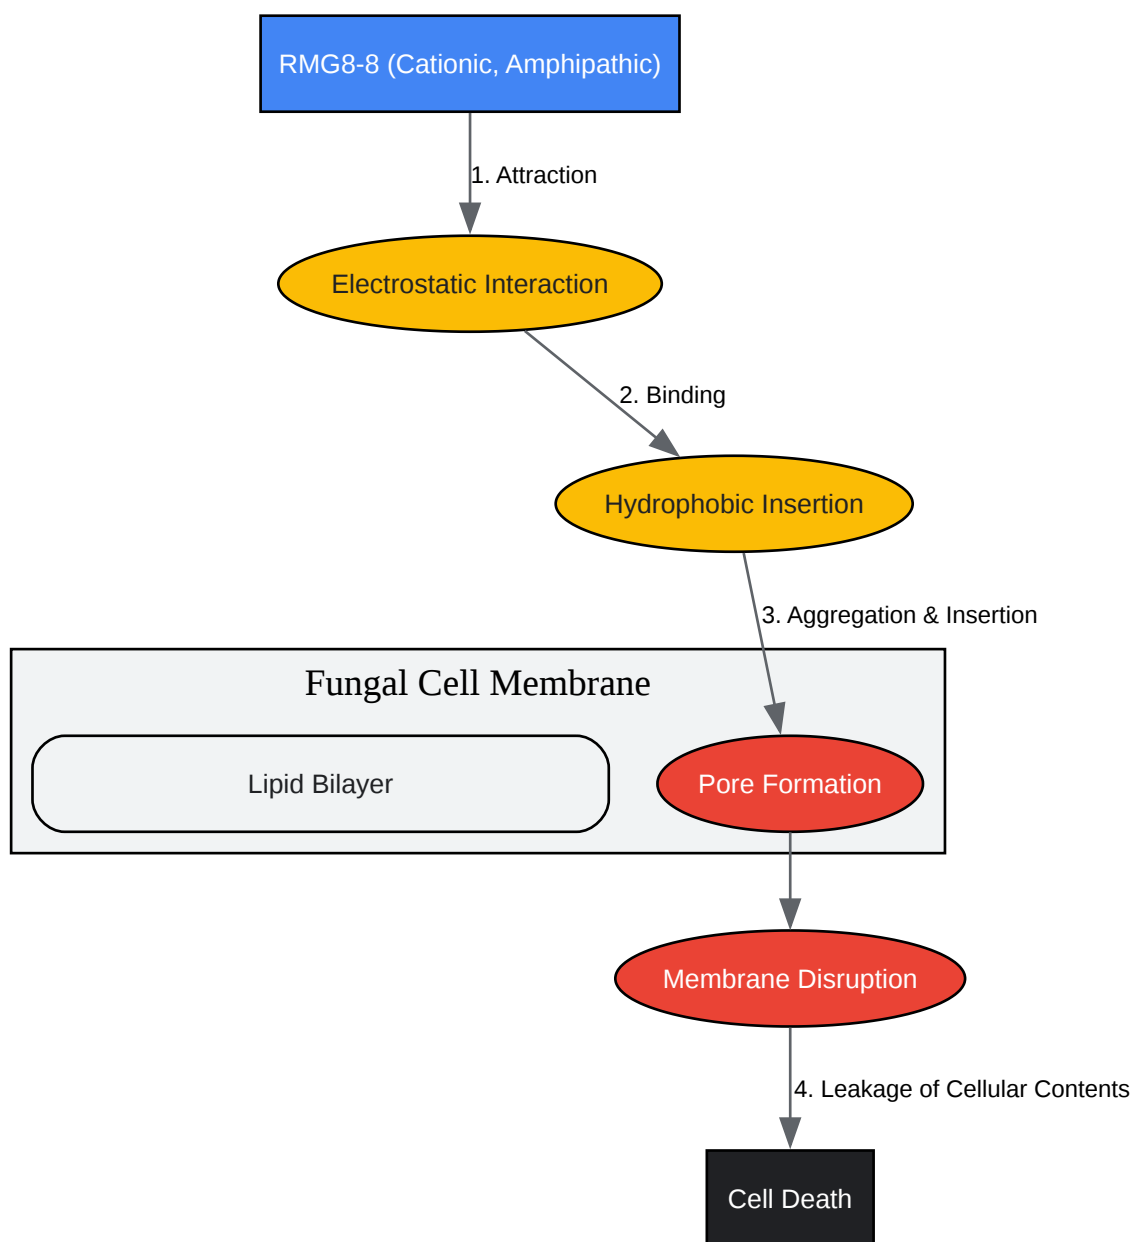 RMG8-8 (Cationic, Amphipathic)
1. Attraction
Electrostatic Interaction
2. Binding
Hydrophobic Insertion
3. Aggregation & Insertion
Fungal Cell Membrane
Lipid Bilayer
Pore Formation
Membrane Disruption
4. Leakage of Cellular Contents
Cell Death